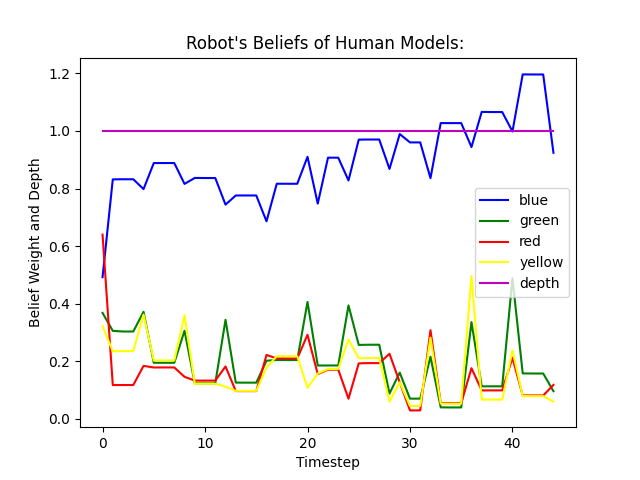 Robot's Beliefs of Human Models:
Belief Weight and Depth
1.2
1.0
0.8
0.6
0.4
0.2
0.0
blue
green
red
yellow
depth
0 10 20 30 40
Timestep